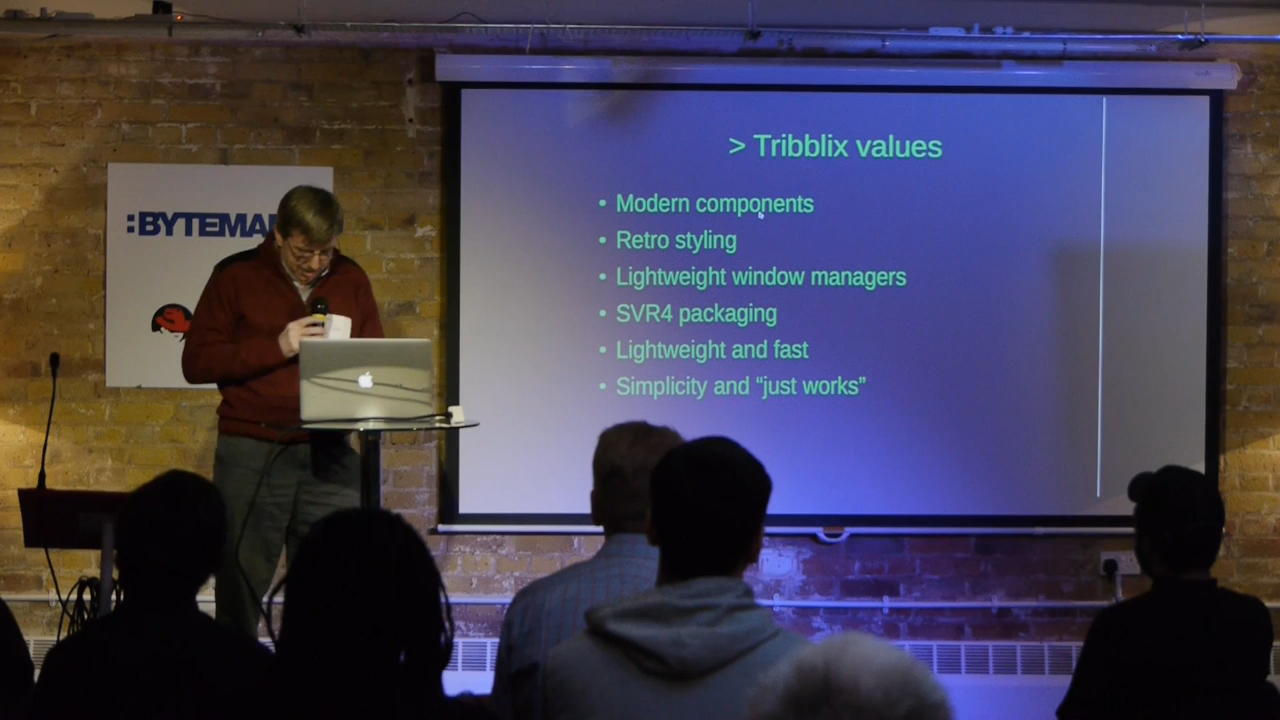 > Tribblix values
• Modern components
• Retro styling
• Lightweight window managers
• SVR4 packaging
• Lightweight and fast
• Simplicity and “just works”
:BYTEMA